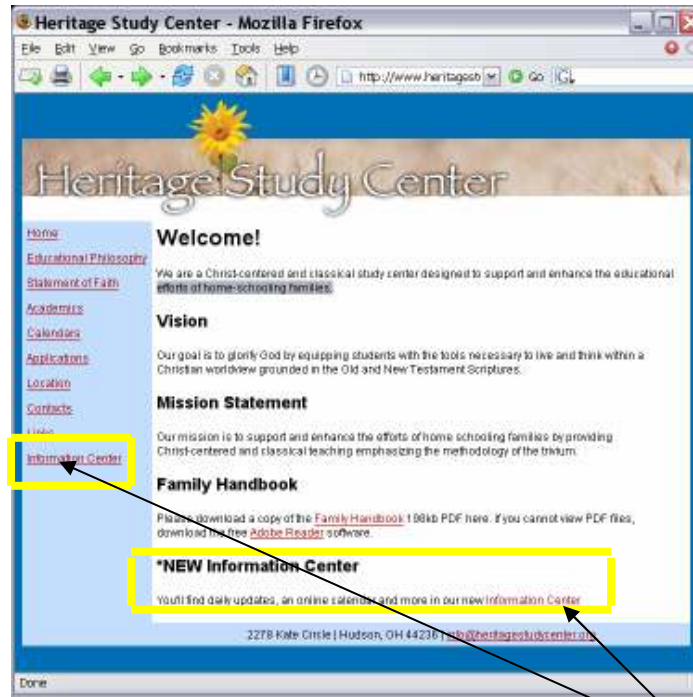 Heritage Study Center - Mozilla Firefox
File Edit View Go Bookmarks Tools Help
http://www.heritagest Go
Heritage Study Center
Home
Educational Philosophy
Statement of Faith
Academics
Calendars
Applications
Location
Contacts
Links
Information Center
Welcome!
We are a Christ-centered and classical study center designed to support and enhance the educational
efforts of home-schooling families.
Vision
Our goal is to glorify God by equipping students with the tools necessary to live and think within a
Christian worldview grounded in the Old and New Testament Scriptures.
Mission Statement
Our mission is to support and enhance the efforts of home schooling families by providing
Christ-centered and classical teaching emphasizing the methodology of the trivium.
Family Handbook
Please download a copy of the Family Handbook 198kb PDF here. If you cannot view PDF files,
download the free Adobe Reader software.
*NEW Information Center
You'll find daily updates, an online calendar and more in our new Information Center
2278 Kate Circle | Hudson, OH 44236 | info@heritagestudycenter.org
Done